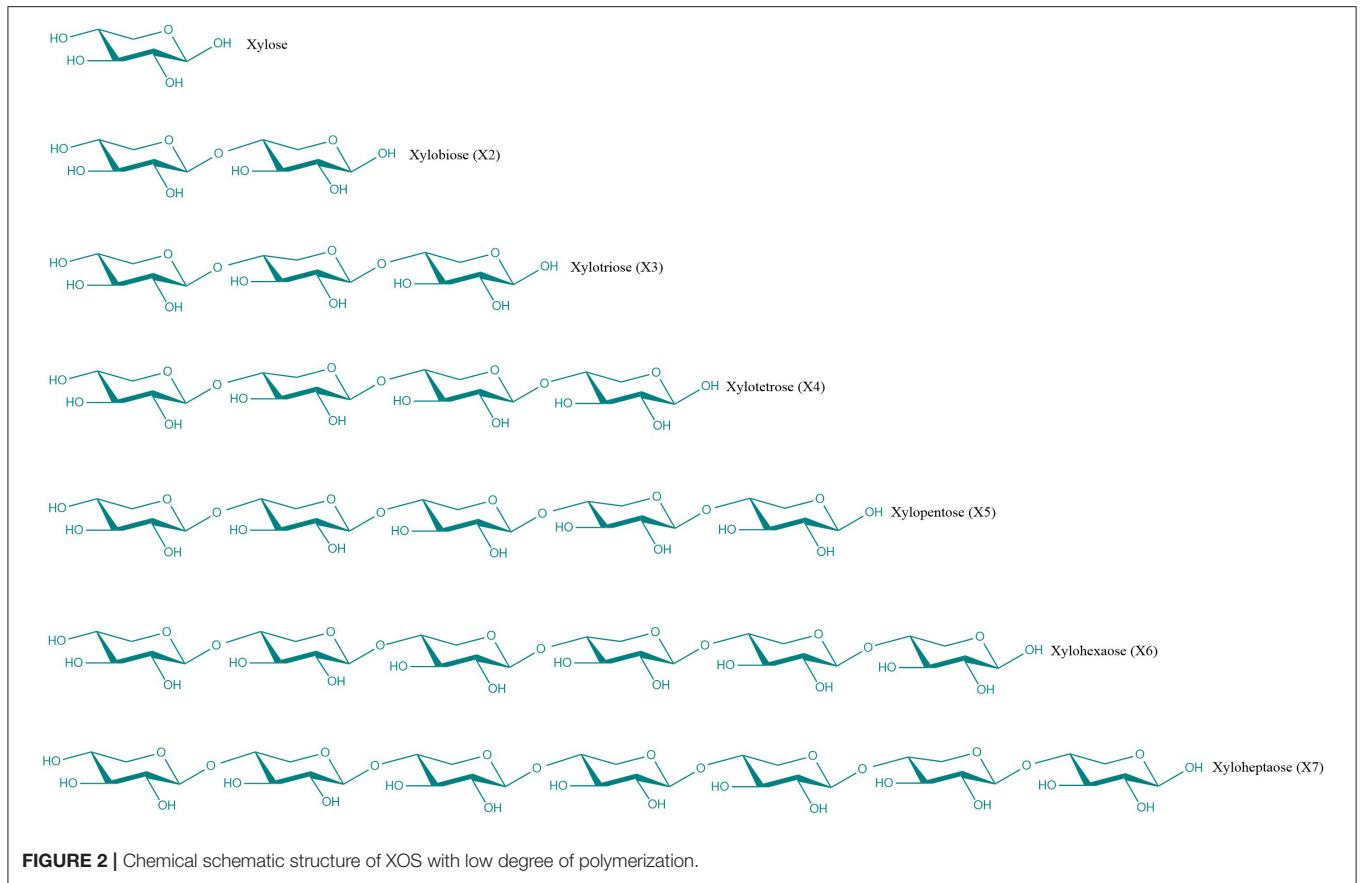 HO O OH Xylose
HO
OH
HO O O O OH Xylobiose (X2)
HO HO
OH OH
HO O O O O O OH Xylotriose (X3)
HO HO HO
OH OH OH
HO O O O O O O O OH Xylotetrose (X4)
HO HO HO HO
OH OH OH OH
HO O O O O O O O O O OH Xylopentose (X5)
HO HO HO HO HO
OH OH OH OH OH
HO O O O O O O O O O O O OH Xylohexaose (X6)
HO HO HO HO HO HO
OH OH OH OH OH OH
HO O O O O O O O O O O O O O OH Xyloheptaose (X7)
HO HO HO HO HO HO HO
OH OH OH OH OH OH OH
FIGURE 2 | Chemical schematic structure of XOS with low degree of polymerization.